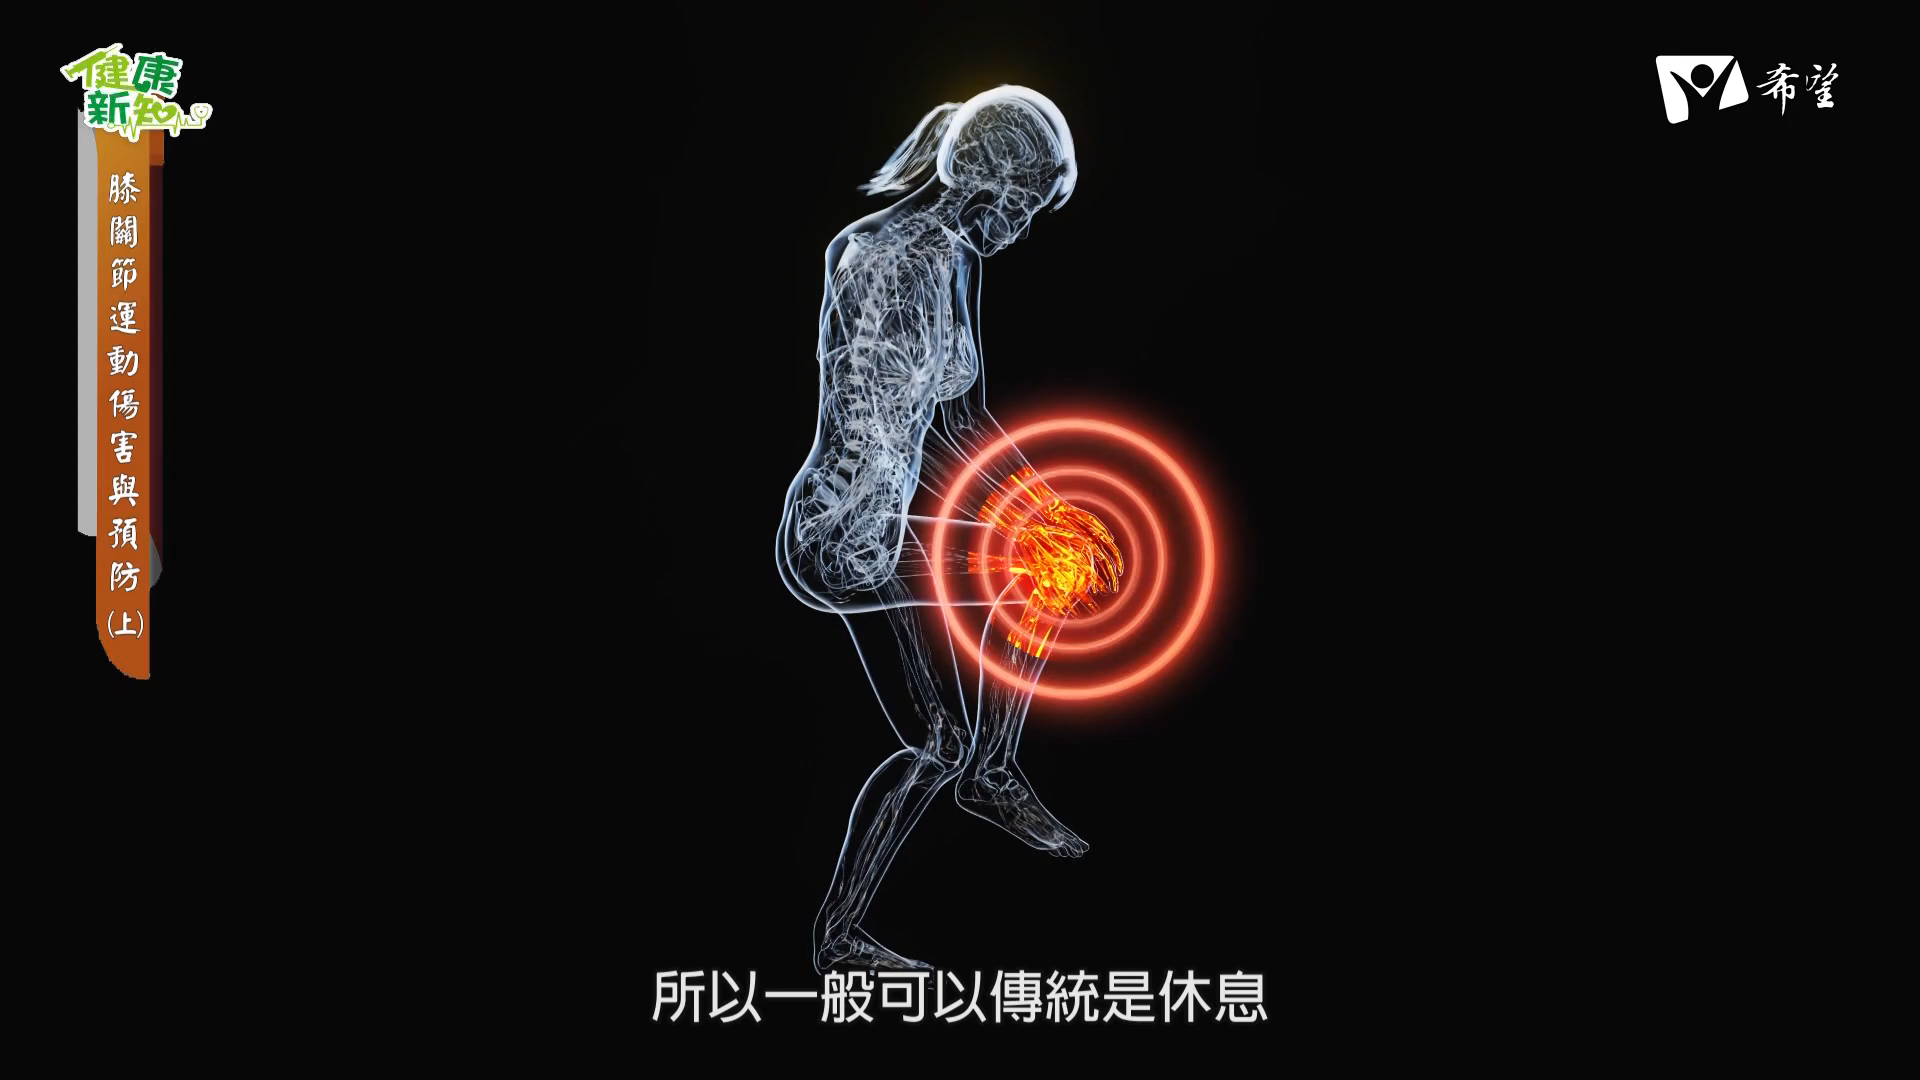 健康
新知
希望
膝關節運動傷害與預防(上)
所以一般可以傳統是休息